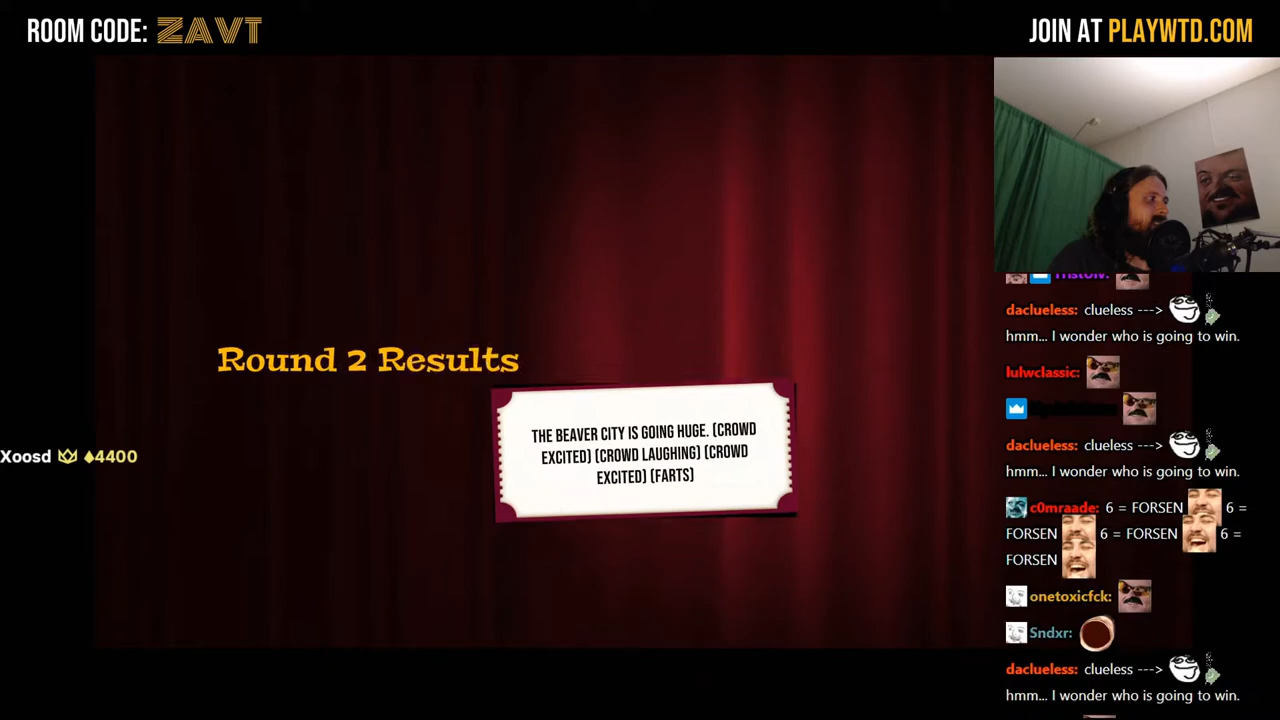 ROOM CODE: ZAVT
JOIN AT PLAYWTD.COM
Round 2 Results
THE BEAVER CITY IS GOING HUGE. (CROWD
EXCITED) (CROWD LAUGHING) (CROWD
EXCITED) (FARTS)
Xoosd 4400
daclueless: clueless --->
hmm... I wonder who is going to win.
lulwclassic:
daclueless: clueless --->
hmm... I wonder who is going to win.
c0mraade: 6 = FORSEN 6 =
FORSEN 6 = FORSEN 6 =
FORSEN
onetoxicfck:
Sndxr:
daclueless: clueless --->
hmm... I wonder who is going to win.